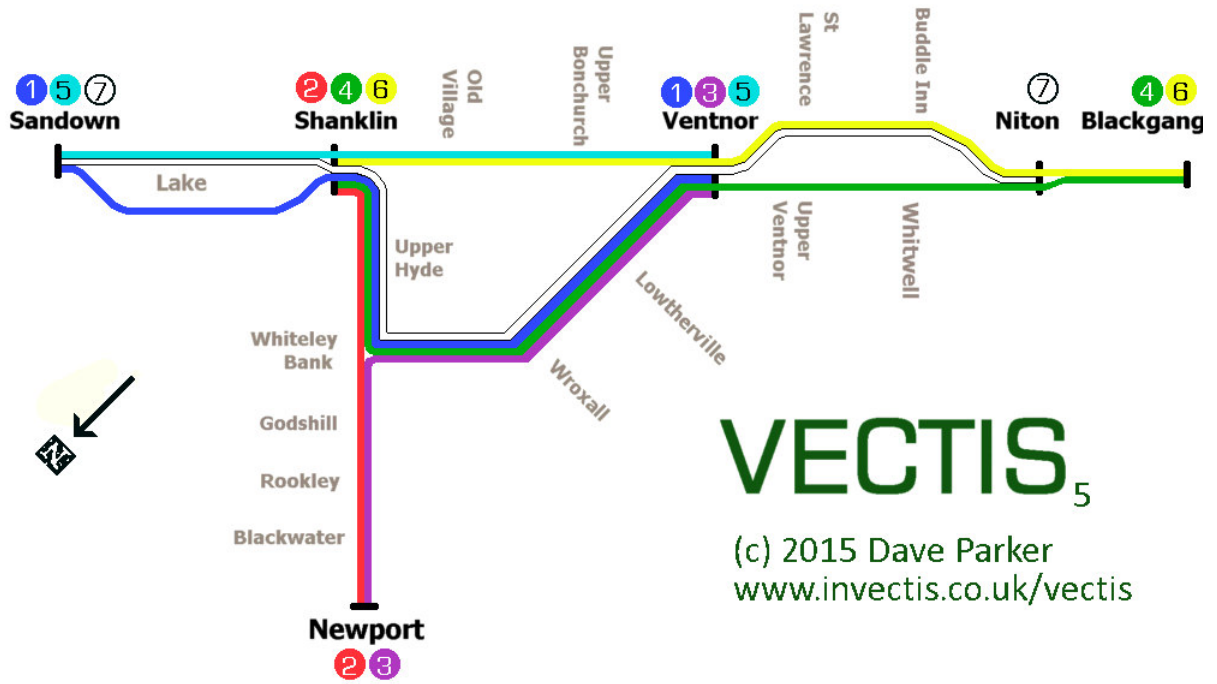 1 5 7
Sandown
2 4 6
Shanklin
Old
Village
Upper
Bonchurch
1 3 5
Ventnor
St
Lawrence
Buddle Inn
7
Niton
4 6
Blackgang
Lake
Upper
Hyde
Upper
Ventnor
Whitwell
Lowtherville
Wroxall
Whiteley
Bank
Godshill
Rookley
Blackwater
N
Newport
2 3
VECTIS 5
(c) 2015 Dave Parker
www.invectis.co.uk/vectis